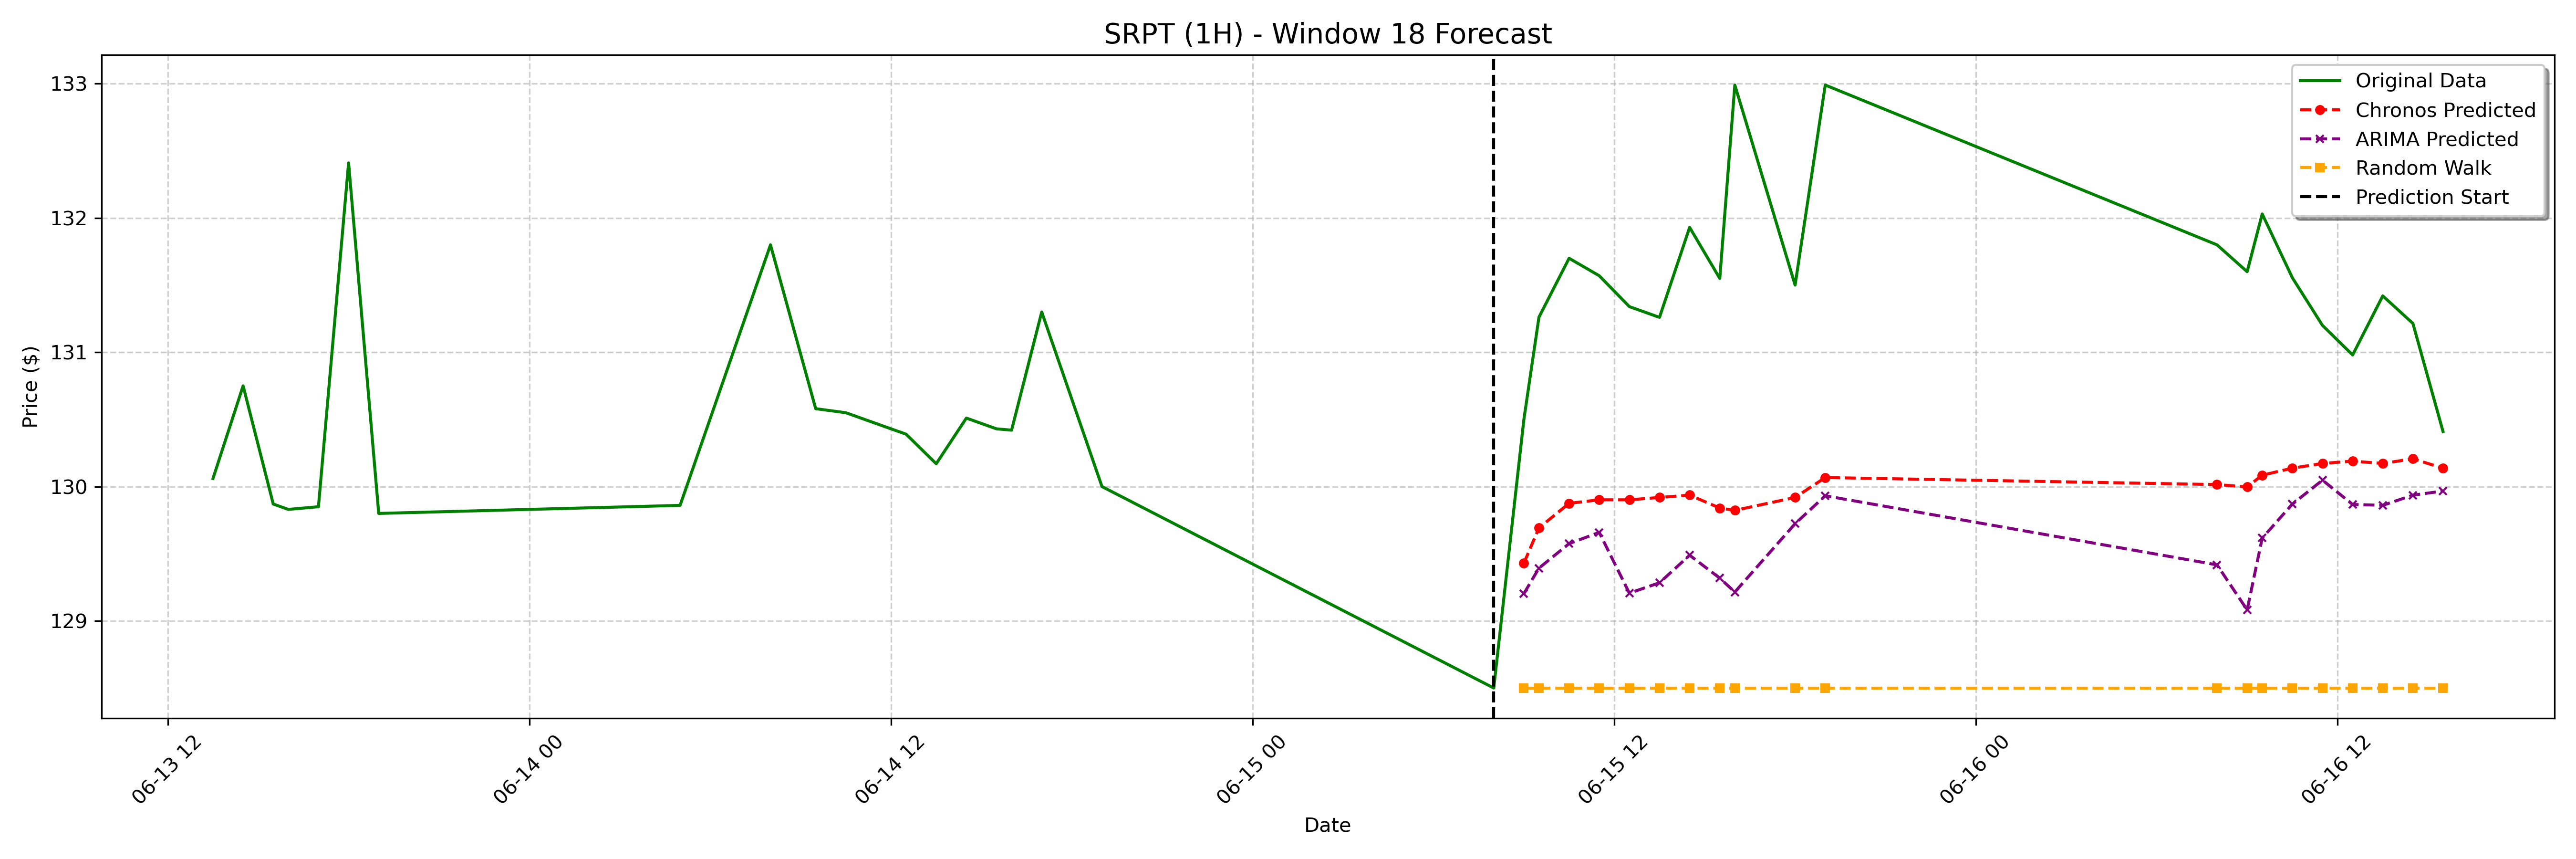 SRPT (1H) - Window 18 Forecast
Original Data
Chronos Predicted
ARIMA Predicted
Random Walk
Prediction Start
Price ($)
133
132
131
130
129
06-13 12
06-14 00
06-14 12
06-15 00
06-15 12
06-16 00
06-16 12
Date